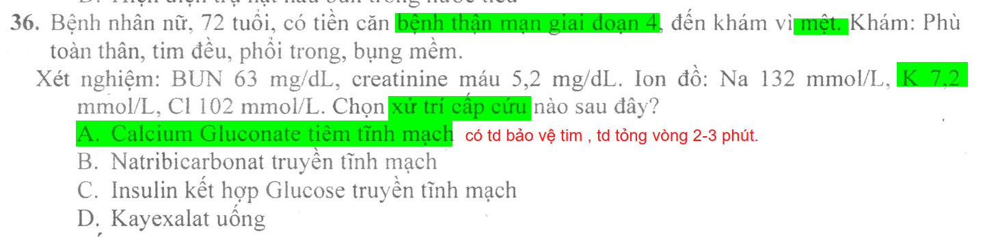 36. Bệnh nhân nữ, 72 tuổi, có tiền căn bệnh thận mạn giai đoạn 4, đến khám vì mệt. Khám: Phù
toàn thân, tim đều, phổi trong, bụng mềm.
Xét nghiệm: BUN 63 mg/dL, creatinine máu 5,2 mg/dL. Ion đồ: Na 132 mmol/L, K 7,2
mmol/L, Cl 102 mmol/L. Chọn xử trí cấp cứu nào sau đây?
A. Calcium Gluconate tiêm tĩnh mạch có td bảo vệ tim , td tổng vòng 2-3 phút.
B. Natribicarbonat truyền tĩnh mạch
C. Insulin kết hợp Glucose truyền tĩnh mạch
D. Kayexalat uống